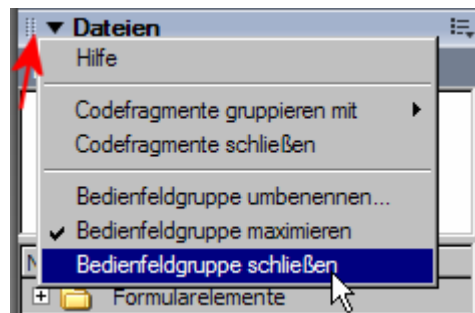 Dateien
Hilfe
Codefragmente gruppieren mit
Codefragmente schließen
Bedienfeldgruppe umbenennen...
Bedienfeldgruppe maximieren
Bedienfeldgruppe schließen
Formularelemente